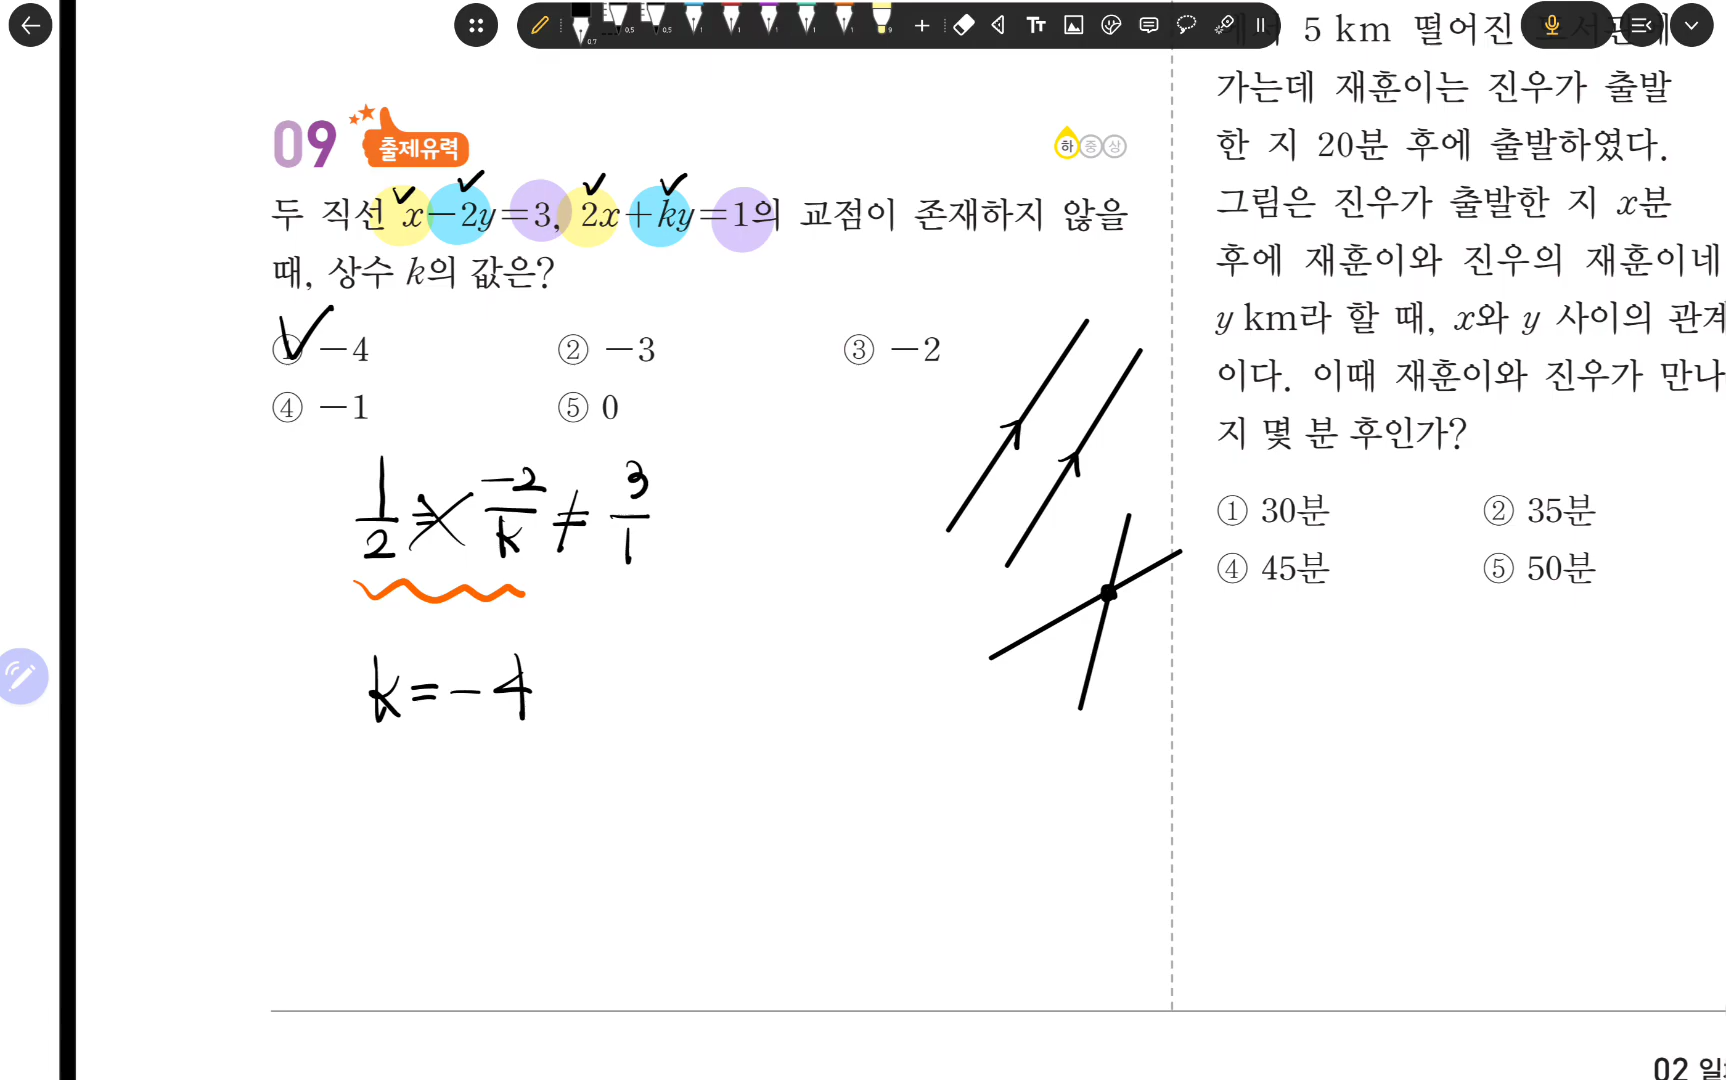 09 출제유력
하 중 상
두 직선 x-2y=3, 2x+ky=1의 교점이 존재하지 않을
때, 상수 k의 값은?
① -4 ② -3 ③ -2
④ -1 ⑤ 0
1/2 = -2/k ≠ 3/1
k=-4
5 km 떨어진
가는데 재훈이는 진우가 출발
한 지 20분 후에 출발하였다.
그림은 진우가 출발한 지 x분
후에 재훈이와 진우의 재훈이네
y km라 할 때, x와 y 사이의 관계
이다. 이때 재훈이와 진우가 만나
지 몇 분 후인가?
① 30분 ② 35분
④ 45분 ⑤ 50분
02